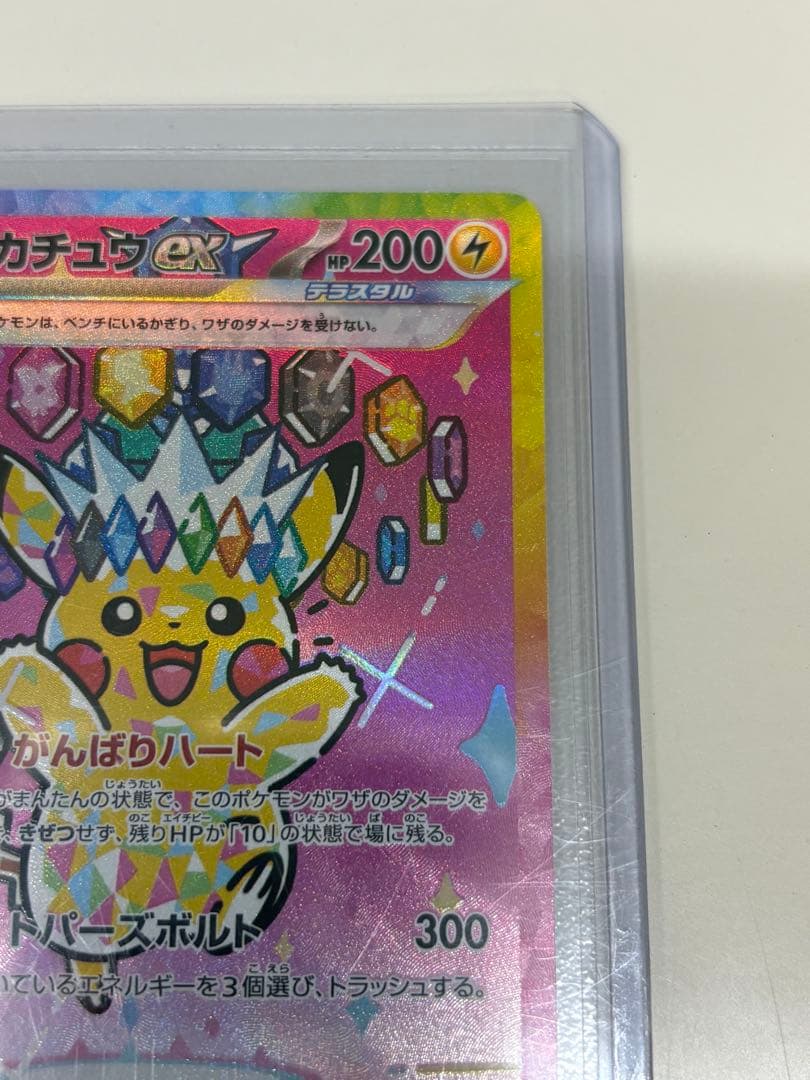 カチュウex HP200
テラスタル
ケモンは、ベンチにいるかぎり、ワザのダメージを受けない。
がんばりハート
がまんたんの状態で、このポケモンがワザのダメージを
、きぜつせず、残りHPが「10」の状態で場に残る。
トパーズボルト 300
いているエネルギーを3個選び、トラッシュする。